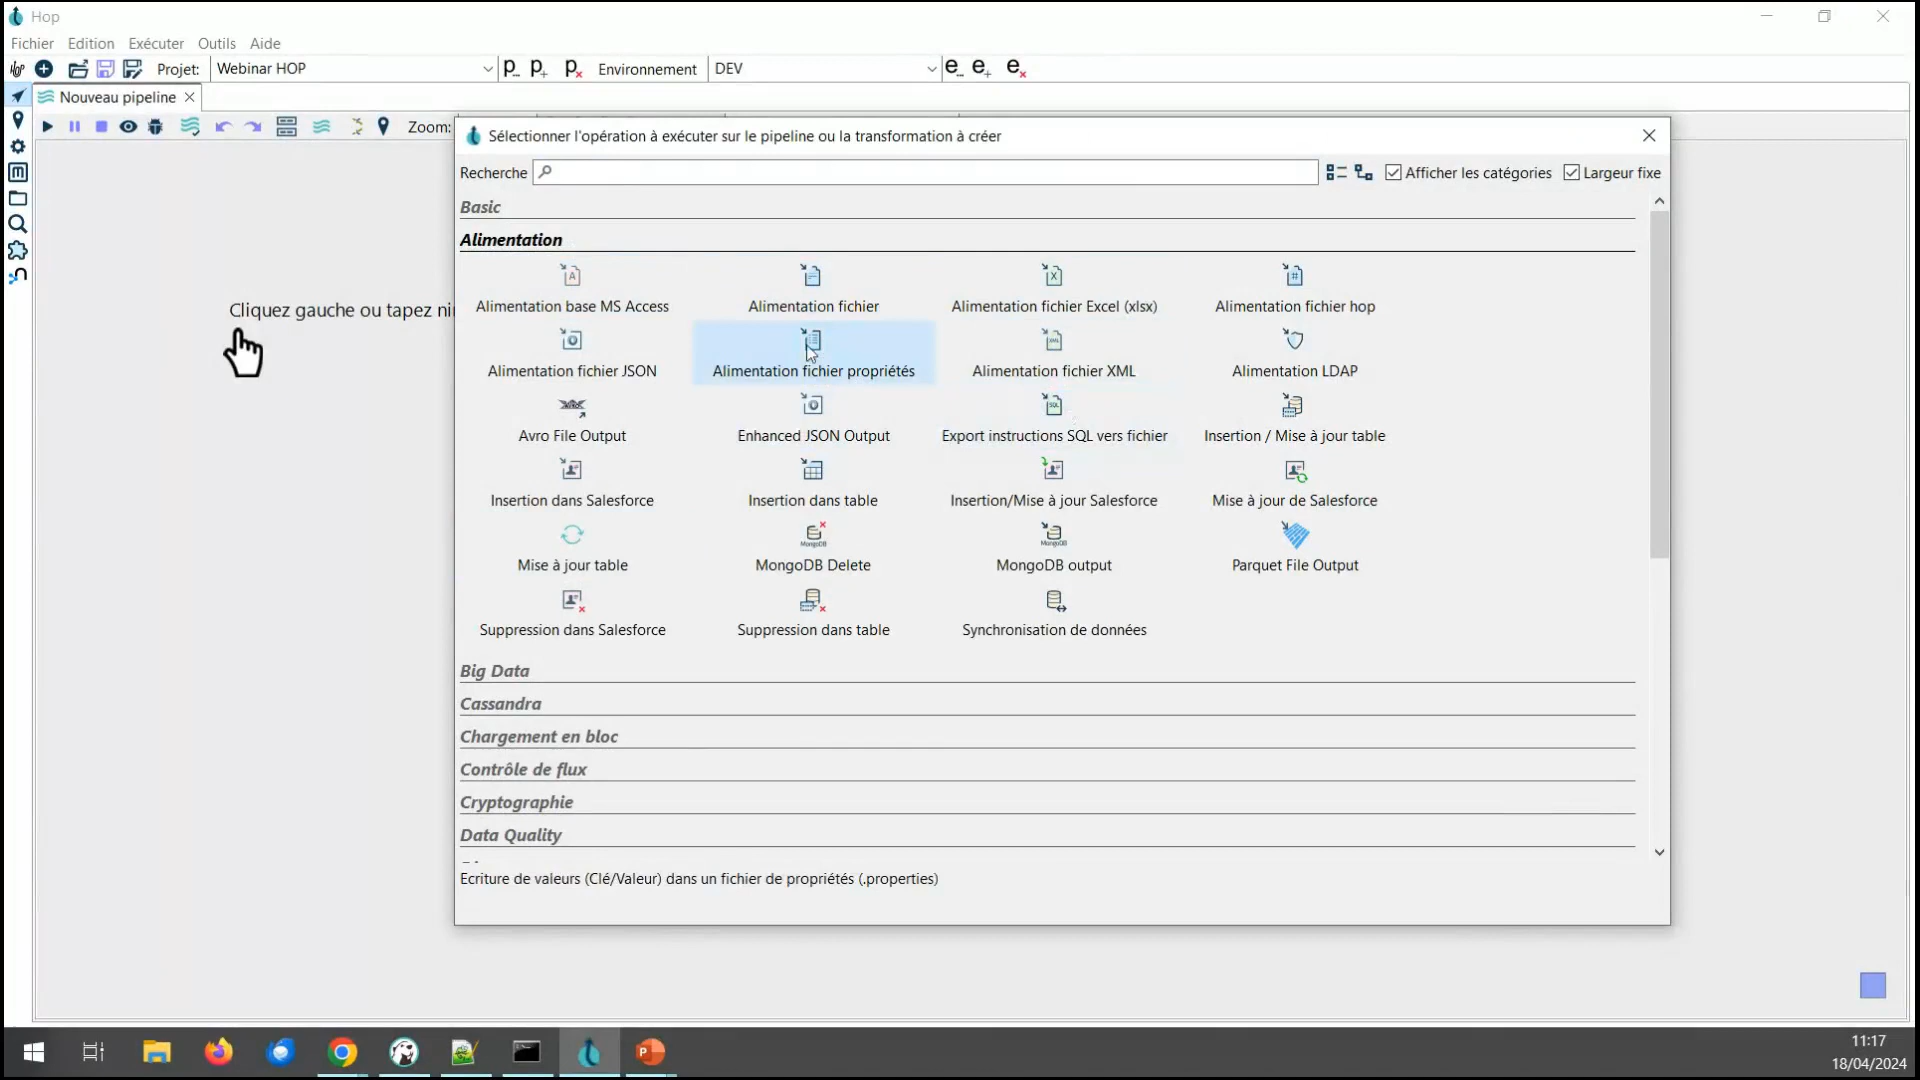 Hop
Fichier Edition Exécuter Outils Aide
Projet: Webinar HOP Environnement DEV
Nouveau pipeline
Zoom:
Cliquez gauche ou tapez
Sélectionner l'opération à exécuter sur le pipeline ou la transformation à créer
Recherche Afficher les catégories Largeur fixe
Basic
Alimentation
Alimentation base MS Access Alimentation fichier Alimentation fichier Excel (xlsx) Alimentation fichier hop
Alimentation fichier JSON Alimentation fichier propriétés Alimentation fichier XML Alimentation LDAP
Avro File Output Enhanced JSON Output Export instructions SQL vers fichier Insertion / Mise à jour table
Insertion dans Salesforce Insertion dans table Insertion/Mise à jour Salesforce Mise à jour de Salesforce
Mise à jour table MongoDB Delete MongoDB output Parquet File Output
Suppression dans Salesforce Suppression dans table Synchronisation de données
Big Data
Cassandra
Chargement en bloc
Contrôle de flux
Cryptographie
Data Quality
Ecriture de valeurs (Clé/Valeur) dans un fichier de propriétés (.properties)
11:17
18/04/2024